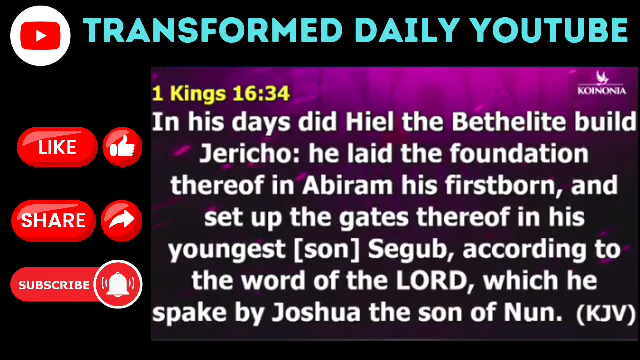 TRANSFORMED DAILY YOUTUBE
KOINONIA
1 Kings 16:34
In his days did Hiel the Bethelite build
Jericho: he laid the foundation
thereof in Abiram his firstborn, and
set up the gates thereof in his
youngest [son] Segub, according to
the word of the LORD, which he
spake by Joshua the son of Nun. (KJV)
LIKE
SHARE
SUBSCRIBE